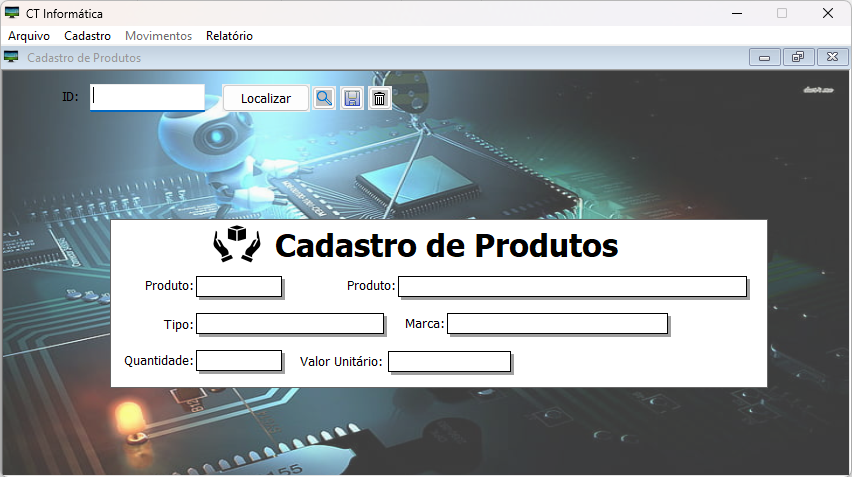 CT Informática
Arquivo Cadastro Movimentos Relatório
Cadastro de Produtos
ID: Localizar
Cadastro de Produtos
Produto: Produto:
Tipo: Marca:
Quantidade: Valor Unitário: